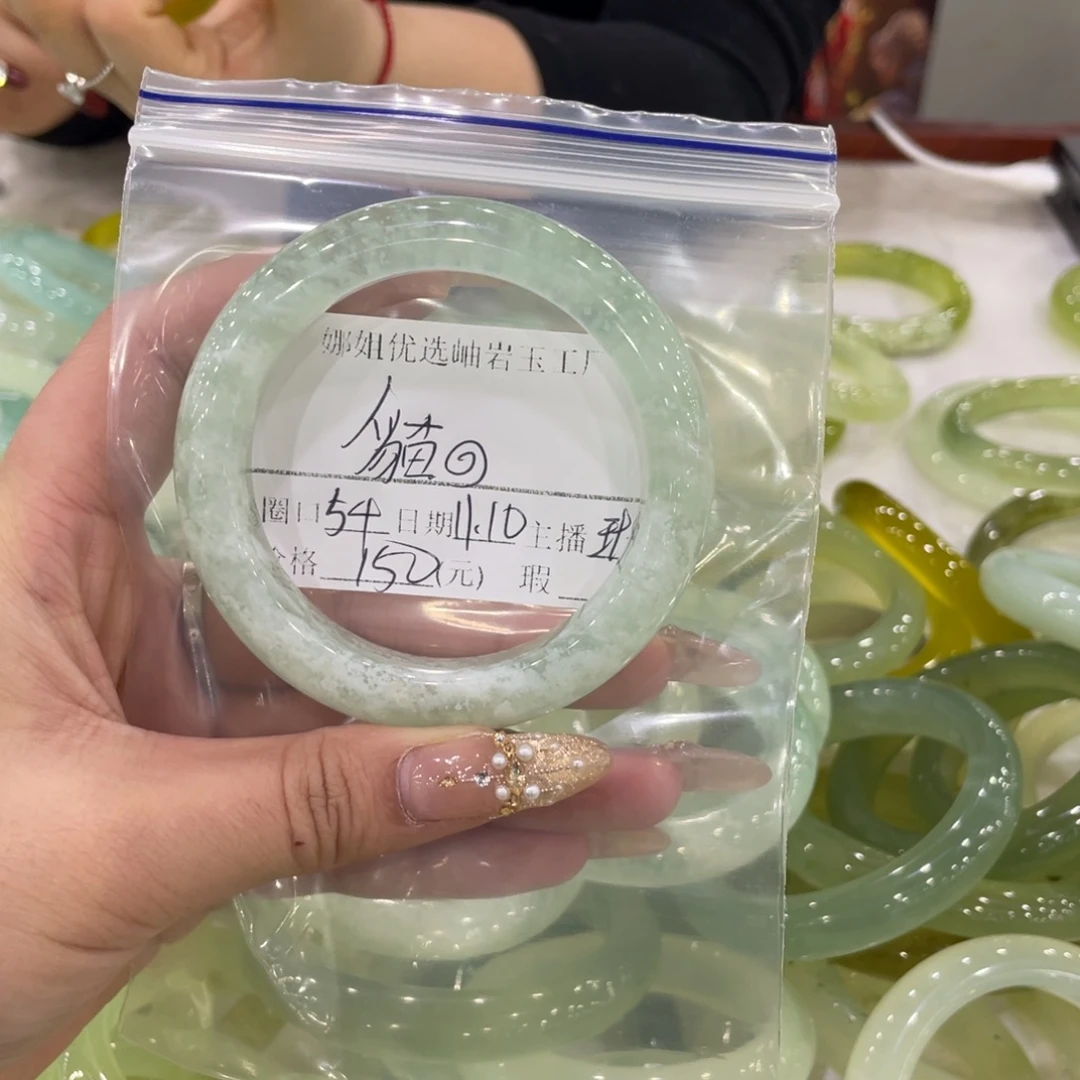 娜姐优选岫岩玉工厂
圈口54 日期11.10 主播
格 150(元) 瑕